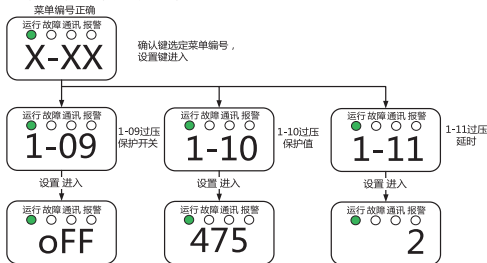 菜单编号正确
运行 故障 通讯 报警
X-XX
确认键选定菜单编号，
设置键进入
运行 故障 通讯 报警
1-09
1-09过压
保护开关
运行 故障 通讯 报警
1-10
1-10过压
保护值
运行 故障 通讯 报警
1-11
1-11过压
延时
设置 进入
设置 进入
设置 进入
运行 故障 通讯 报警
oFF
运行 故障 通讯 报警
475
运行 故障 通讯 报警
2